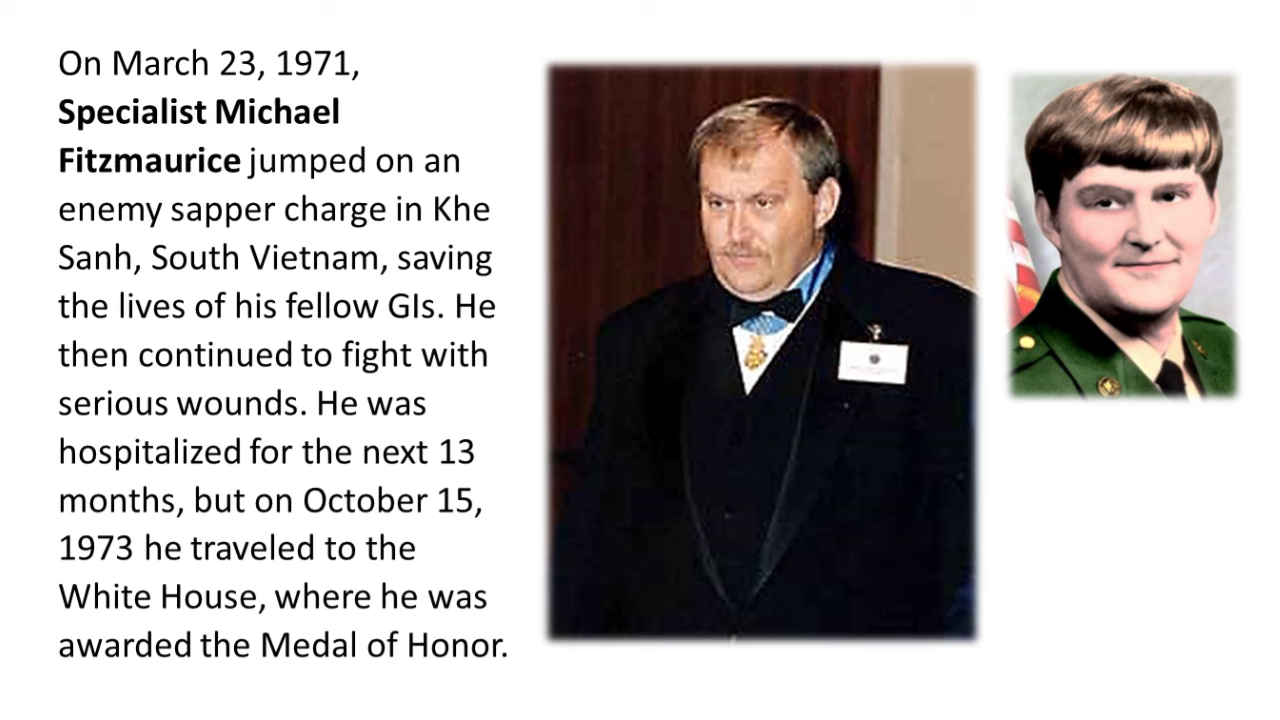 On March 23, 1971,
Specialist Michael
Fitzmaurice jumped on an
enemy sapper charge in Khe
Sanh, South Vietnam, saving
the lives of his fellow GIs. He
then continued to fight with
serious wounds. He was
hospitalized for the next 13
months, but on October 15,
1973 he traveled to the
White House, where he was
awarded the Medal of Honor.